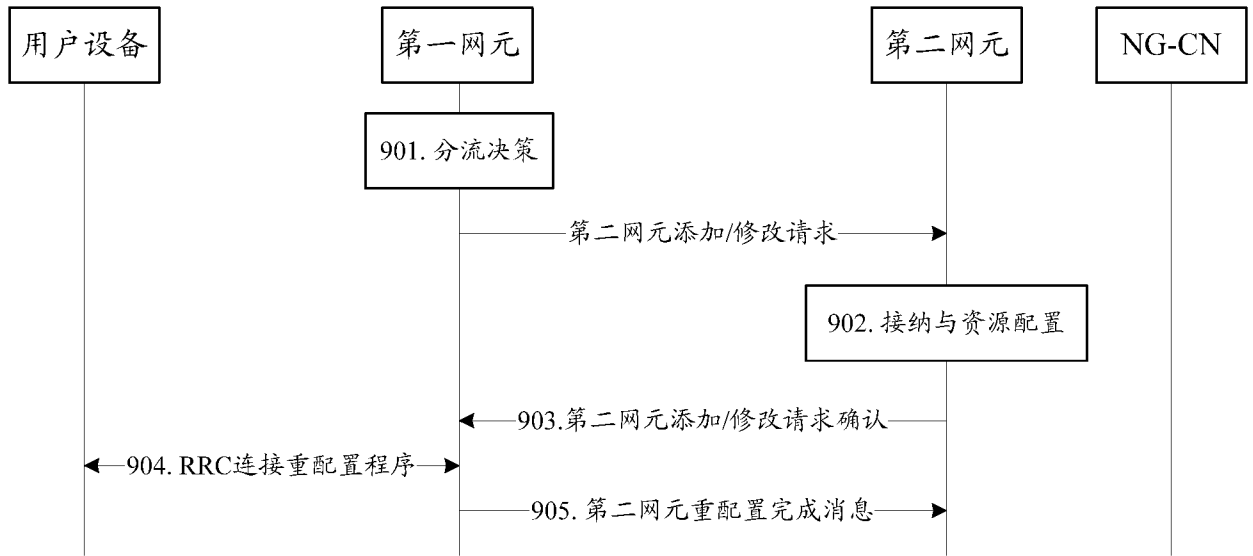 用户设备
第一网元
第二网元
NG-CN
901. 分流决策
第二网元添加/修改请求
902. 接纳与资源配置
903.第二网元添加/修改请求确认
904. RRC连接重配置程序
905. 第二网元重配置完成消息